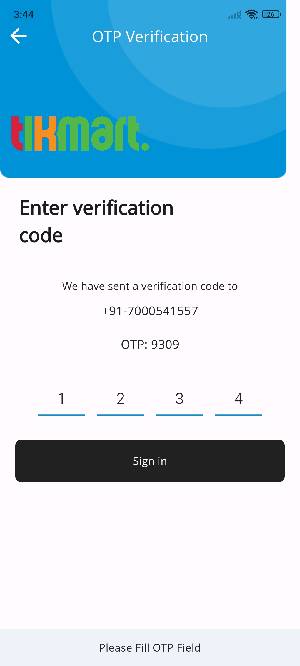 3:44
26
OTP Verification
tikmart.
Enter verification
code
We have sent a verification code to
+91-7000541557
OTP: 9309
1 2 3 4
Sign in
Please Fill OTP Field